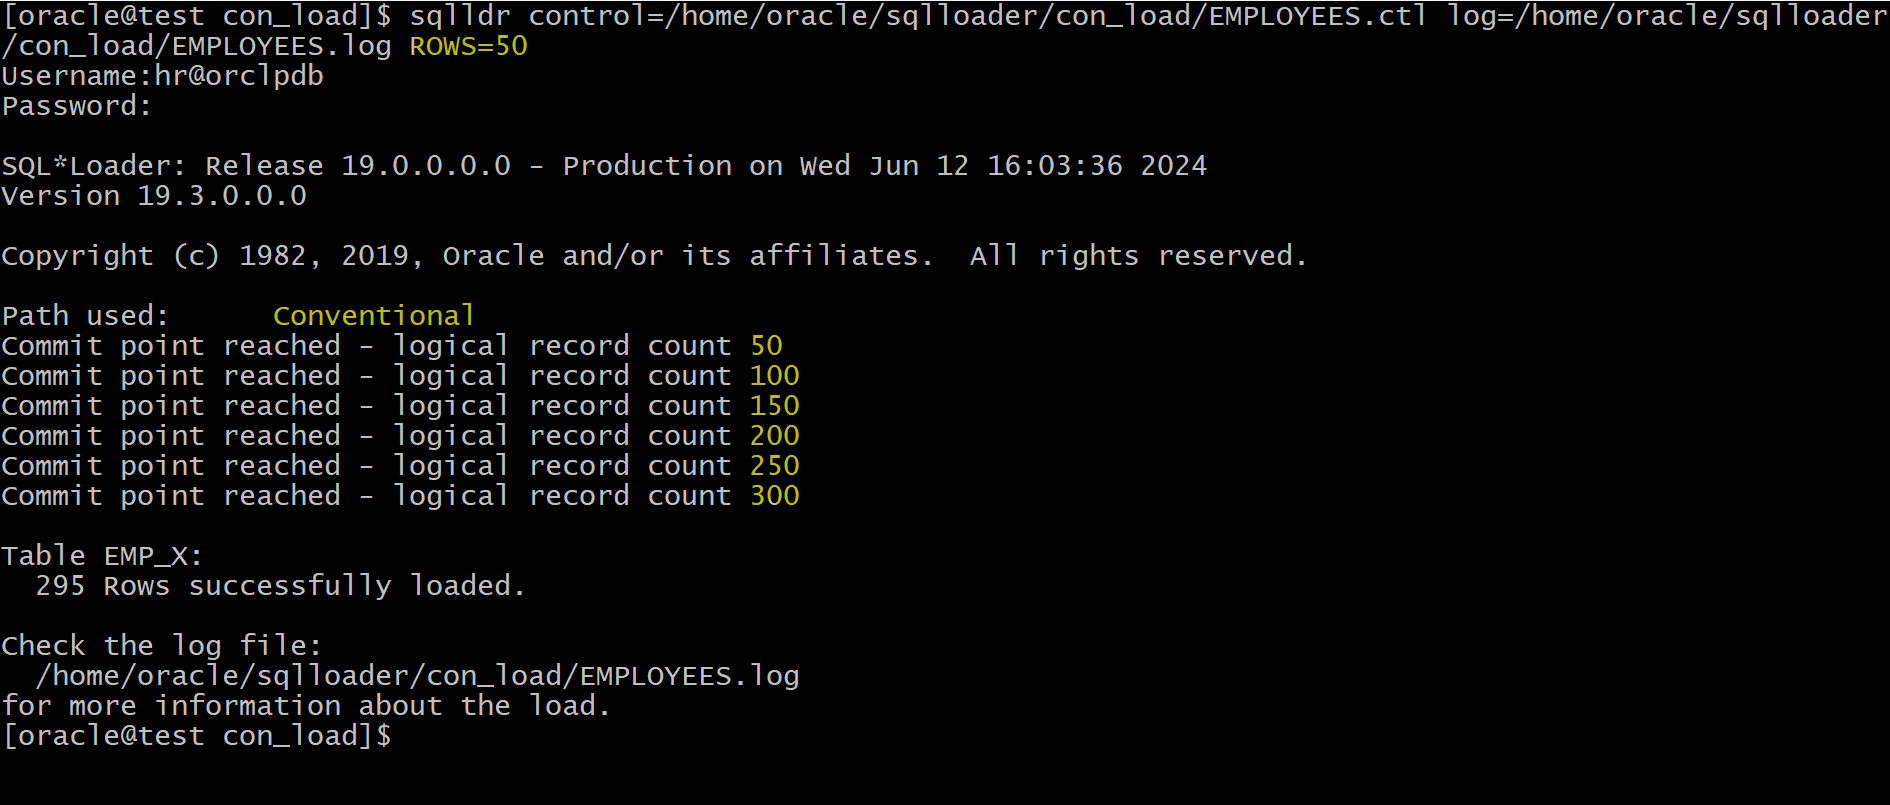 [oracle@test con_load]$ sqlldr control=/home/oracle/sqlloader/con_load/EMPLOYEES.ctl log=/home/oracle/sqlloader
/con_load/EMPLOYEES.log ROWS=50
Username:hr@orclpdb
Password:
SQL*Loader: Release 19.0.0.0.0 - Production on Wed Jun 12 16:03:36 2024
Version 19.3.0.0.0
Copyright (c) 1982, 2019, Oracle and/or its affiliates.  All rights reserved.
Path used:      Conventional
Commit point reached - logical record count 50
Commit point reached - logical record count 100
Commit point reached - logical record count 150
Commit point reached - logical record count 200
Commit point reached - logical record count 250
Commit point reached - logical record count 300
Table EMP_X:
  295 Rows successfully loaded.
Check the log file:
  /home/oracle/sqlloader/con_load/EMPLOYEES.log
for more information about the load.
[oracle@test con_load]$